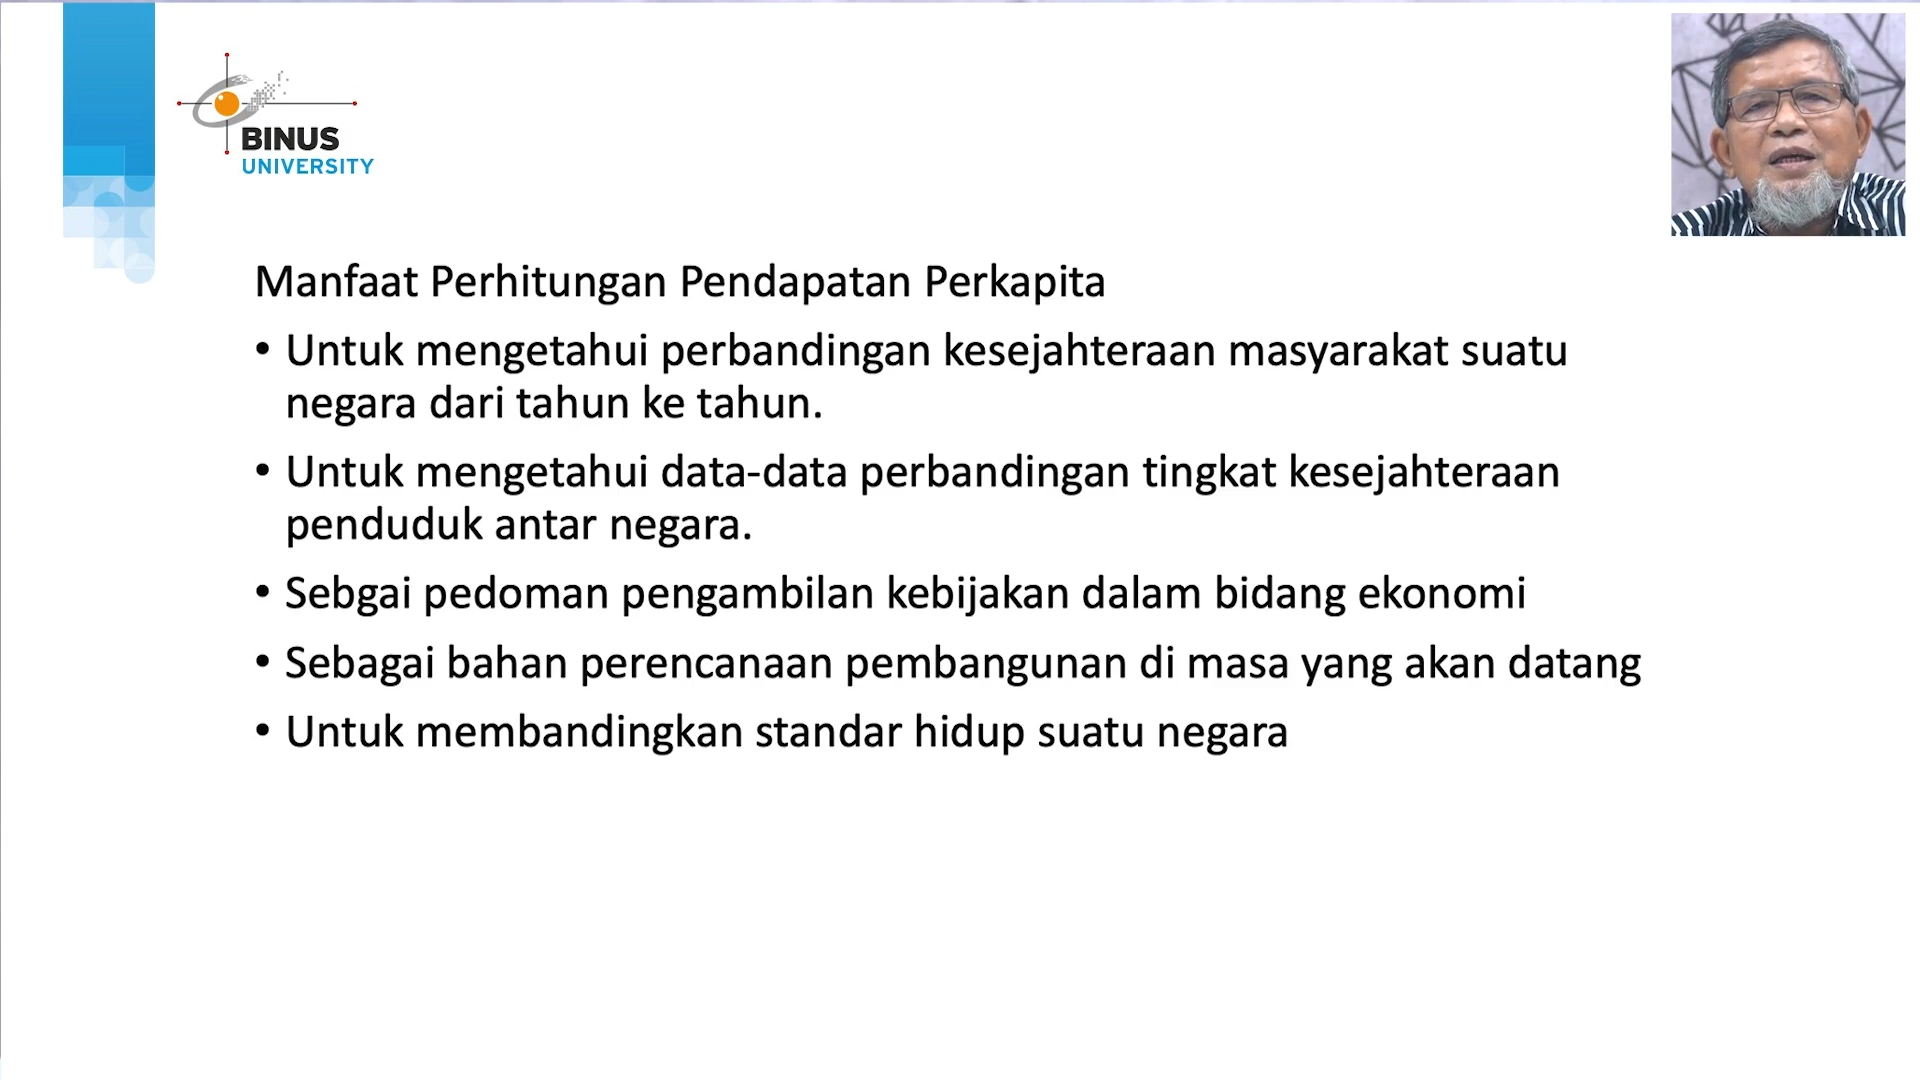 BINUS
UNIVERSITY
Manfaat Perhitungan Pendapatan Perkapita
• Untuk mengetahui perbandingan kesejahteraan masyarakat suatu
negara dari tahun ke tahun.
• Untuk mengetahui data-data perbandingan tingkat kesejahteraan
penduduk antar negara.
• Sebgai pedoman pengambilan kebijakan dalam bidang ekonomi
• Sebagai bahan perencanaan pembangunan di masa yang akan datang
• Untuk membandingkan standar hidup suatu negara